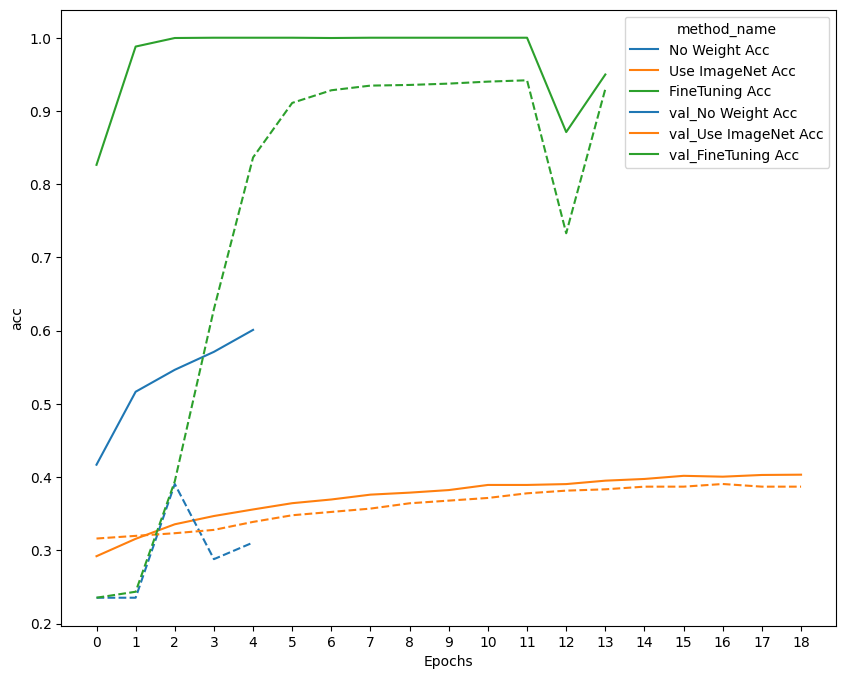 method_name
No Weight Acc
Use ImageNet Acc
FineTuning Acc
val_No Weight Acc
val_Use ImageNet Acc
val_FineTuning Acc
1.0
0.9
0.8
0.7
0.6
0.5
0.4
0.3
0.2
acc
0 1 2 3 4 5 6 7 8 9 10 11 12 13 14 15 16 17 18
Epochs